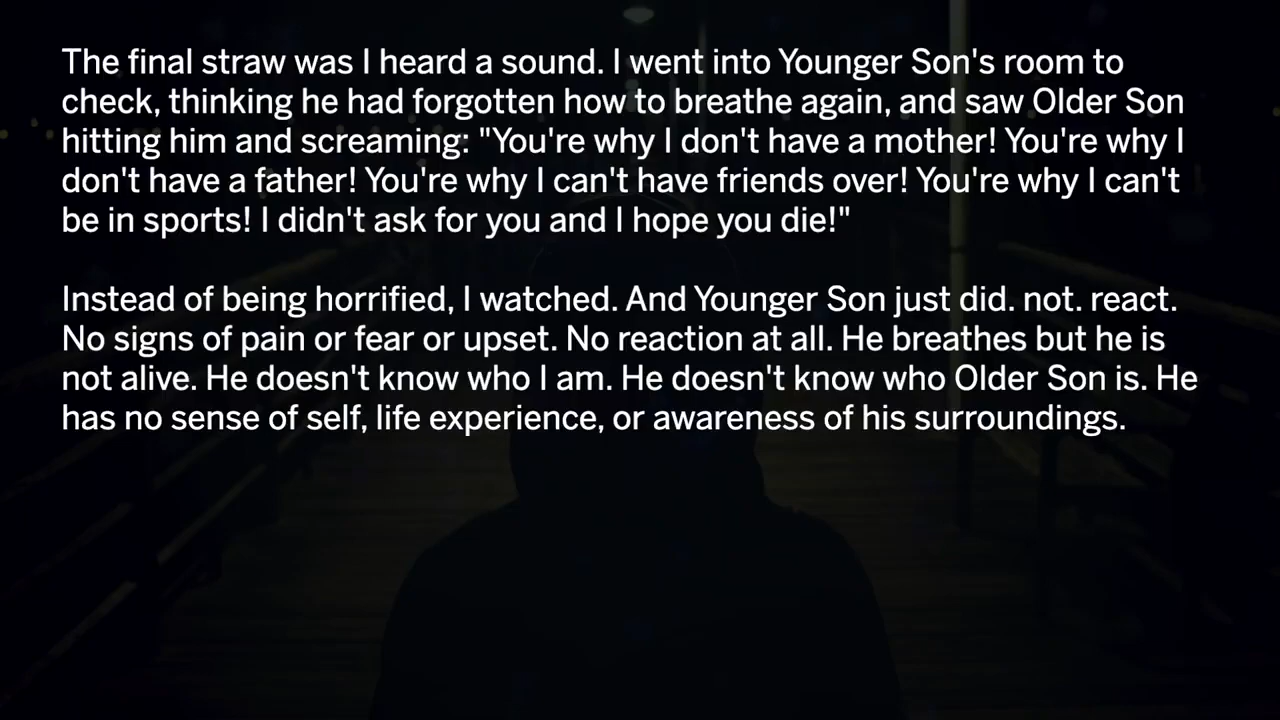 The final straw was I heard a sound. I went into Younger Son's room to
check, thinking he had forgotten how to breathe again, and saw Older Son
hitting him and screaming: "You're why I don't have a mother! You're why I
don't have a father! You're why I can't have friends over! You're why I can't
be in sports! I didn't ask for you and I hope you die!"
Instead of being horrified, I watched. And Younger Son just did. not. react.
No signs of pain or fear or upset. No reaction at all. He breathes but he is
not alive. He doesn't know who I am. He doesn't know who Older Son is. He
has no sense of self, life experience, or awareness of his surroundings.